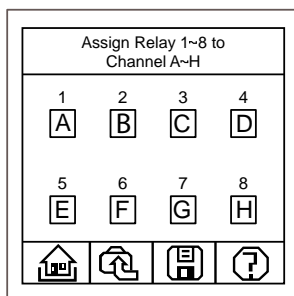 Assign Relay 1~8 to
Channel A~H
1 2 3 4
A B C D
5 6 7 8
E F G H
?